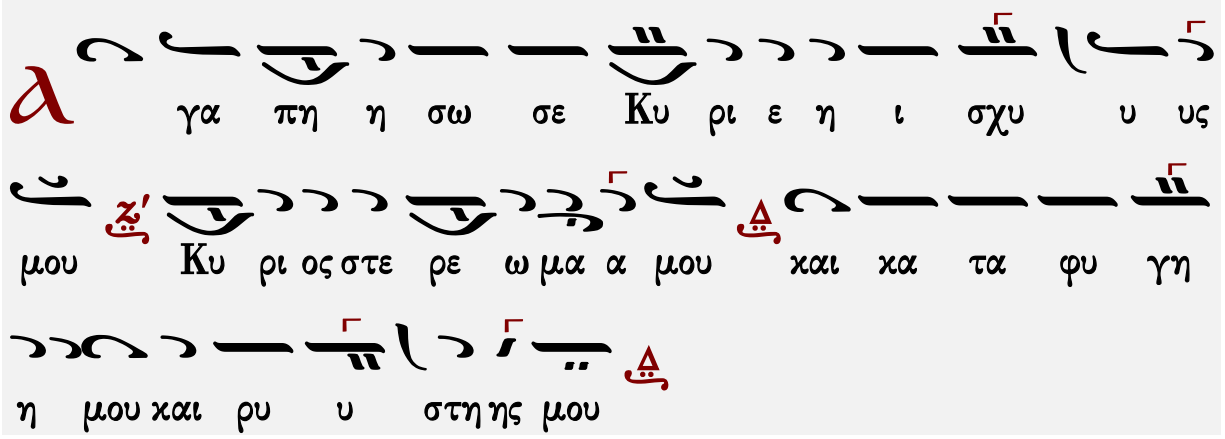 Α γα πη η σω σε Κυ ρι ε η ι σχυ υ υς
μου Κυ ρι ος στε ρε ω μα α μου και κα τα φυ γη
η μου και ρυ υ στη ης μου